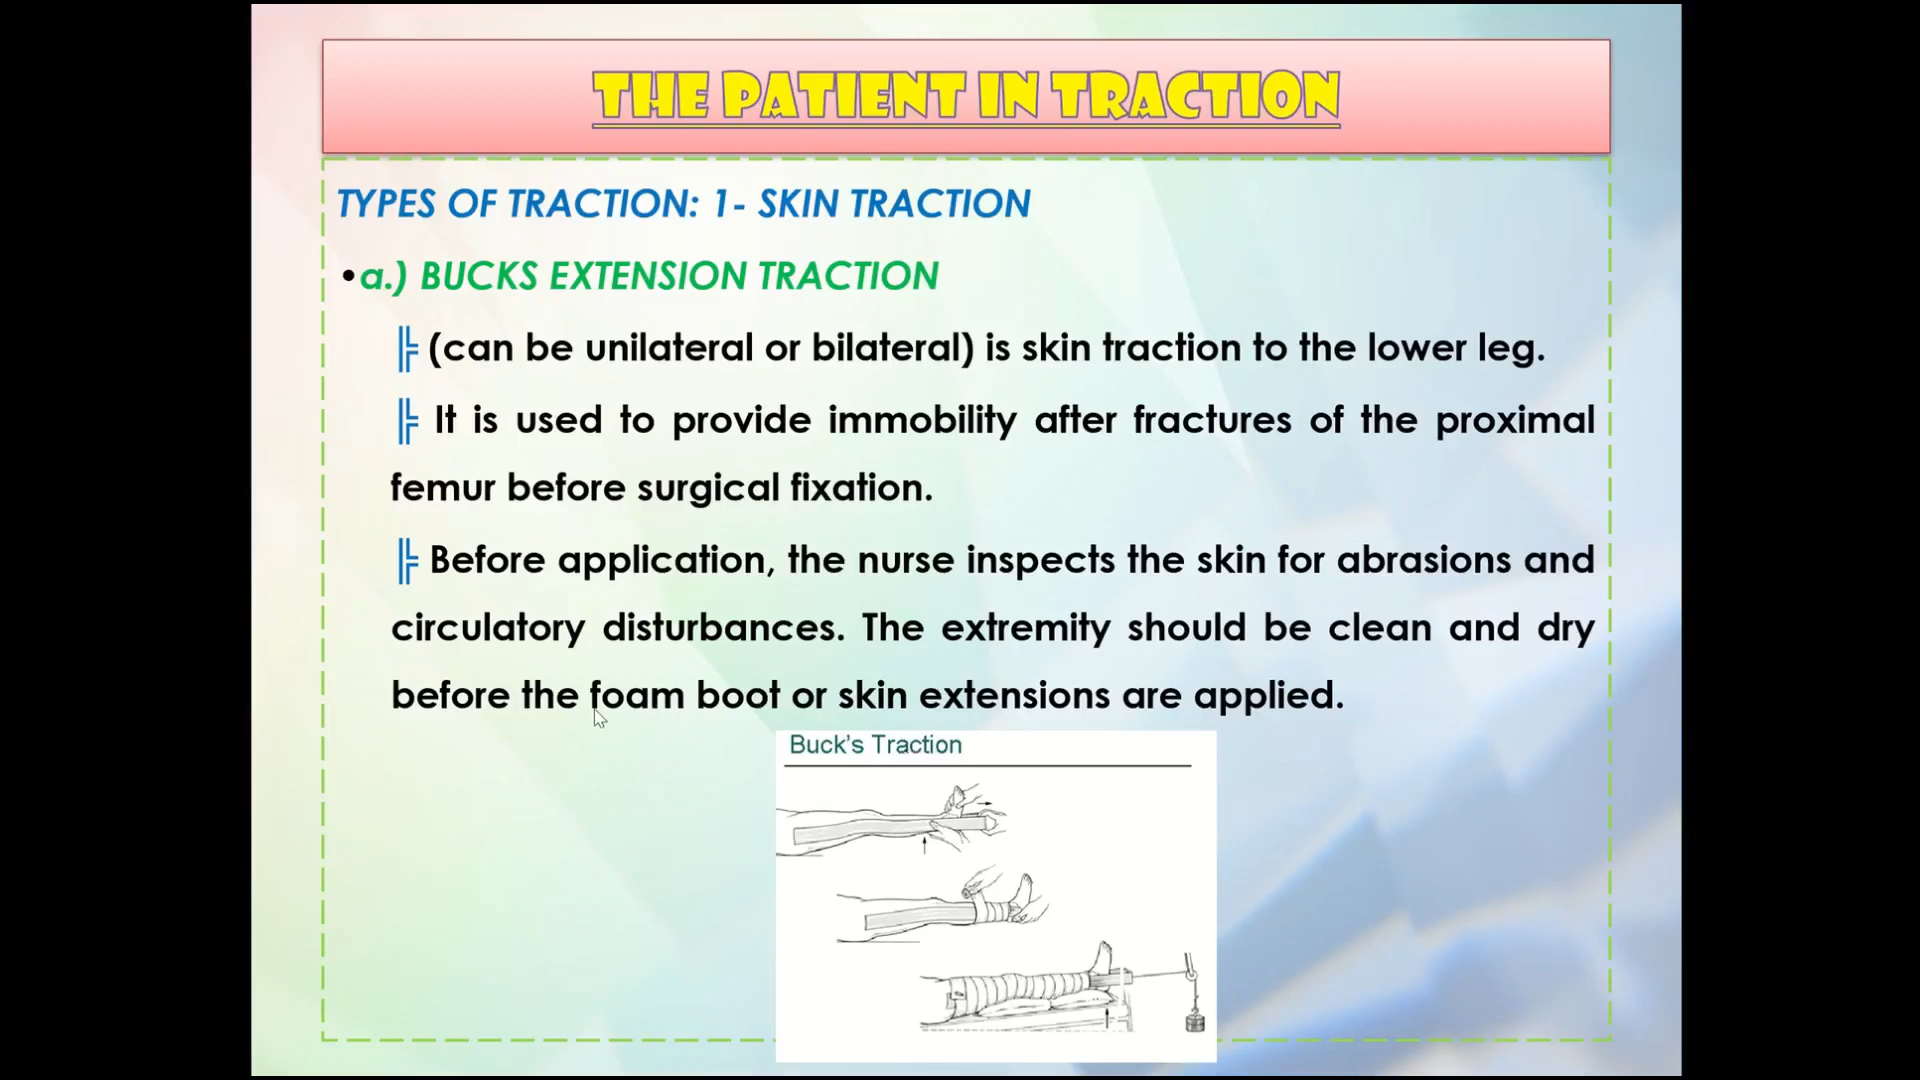 THE PATIENT IN TRACTION
TYPES OF TRACTION: 1- SKIN TRACTION
•a.) BUCKS EXTENSION TRACTION
╠ (can be unilateral or bilateral) is skin traction to the lower leg.
╠ It is used to provide immobility after fractures of the proximal
femur before surgical fixation.
╠ Before application, the nurse inspects the skin for abrasions and
circulatory disturbances. The extremity should be clean and dry
before the foam boot or skin extensions are applied.
Buck's Traction